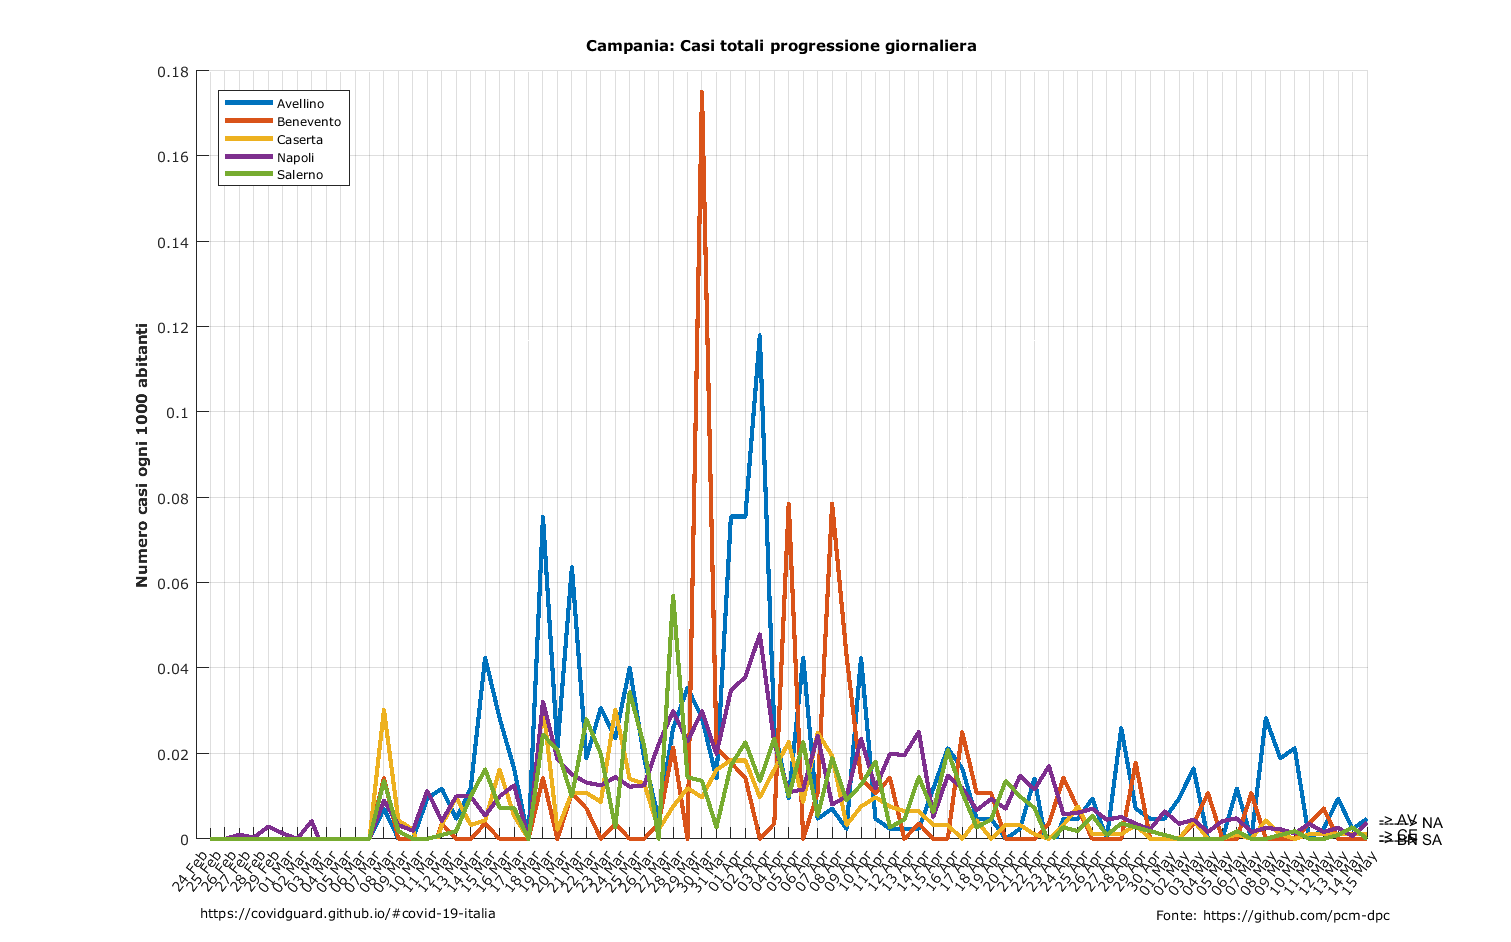 Campania: Casi totali progressione giornaliera
0.18
0.16
0.14
0.12
0.1
0.08
0.06
0.04
0.02
0
Numero casi ogni 1000 abitanti
Avellino
Benevento
Caserta
Napoli
Salerno
24 Feb
25 Feb
26 Feb
27 Feb
28 Feb
01 Mar
02 Mar
03 Mar
04 Mar
05 Mar
06 Mar
07 Mar
08 Mar
09 Mar
10 Mar
11 Mar
12 Mar
13 Mar
14 Mar
15 Mar
16 Mar
17 Mar
18 Mar
19 Mar
20 Mar
21 Mar
22 Mar
23 Mar
24 Mar
25 Mar
26 Mar
27 Mar
28 Mar
29 Mar
30 Mar
31 Mar
01 Apr
02 Apr
03 Apr
04 Apr
05 Apr
06 Apr
07 Apr
08 Apr
09 Apr
10 Apr
11 Apr
12 Apr
13 Apr
14 Apr
15 Apr
16 Apr
17 Apr
18 Apr
19 Apr
20 Apr
21 Apr
22 Apr
23 Apr
24 Apr
25 Apr
26 Apr
27 Apr
28 Apr
29 Apr
30 Apr
01 May
02 May
03 May
04 May
05 May
06 May
07 May
08 May
09 May
10 May
11 May
12 May
13 May
14 May
15 May
-> AV
-> NA
-> CE
-> BN
-> SA
https://covidguard.github.io/#covid-19-italia
Fonte: https://github.com/pcm-dpc